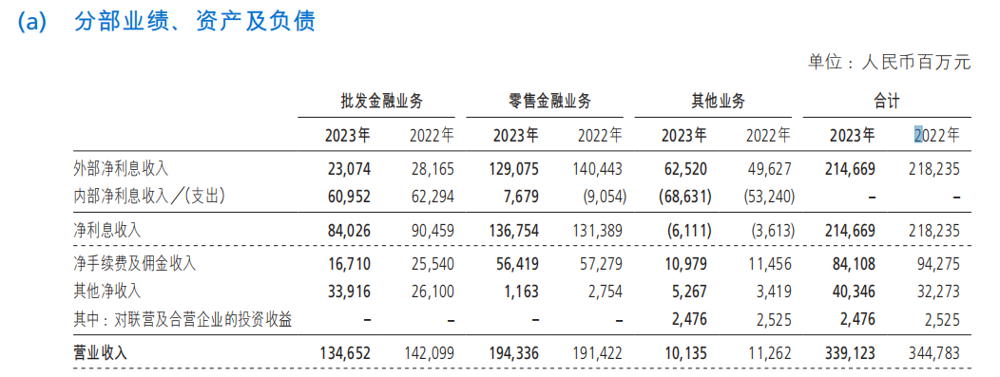 (a) 分部业绩、资产及负债
单位：人民币百万元
批发金融业务 零售金融业务 其他业务 合计
2023年 2022年 2023年 2022年 2023年 2022年 2023年 2022年
外部净利息收入 23,074 28,165 129,075 140,443 62,520 49,627 214,669 218,235
内部净利息收入／(支出) 60,952 62,294 7,679 (9,054) (68,631) (53,240) – –
净利息收入 84,026 90,459 136,754 131,389 (6,111) (3,613) 214,669 218,235
净手续费及佣金收入 16,710 25,540 56,419 57,279 10,979 11,456 84,108 94,275
其他净收入 33,916 26,100 1,163 2,754 5,267 3,419 40,346 32,273
其中：对联营及合营企业的投资收益 – – – – 2,476 2,525 2,476 2,525
营业收入 134,652 142,099 194,336 191,422 10,135 11,262 339,123 344,783